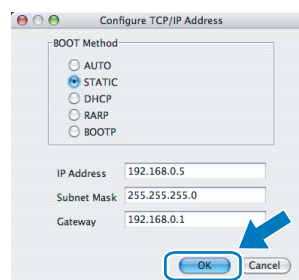 Configure TCP/IP Address
BOOT Method
AUTO
STATIC
DHCP
RARP
BOOTP
IP Address 192.168.0.5
Subnet Mask 255.255.255.0
Gateway 192.168.0.1
OK Cancel